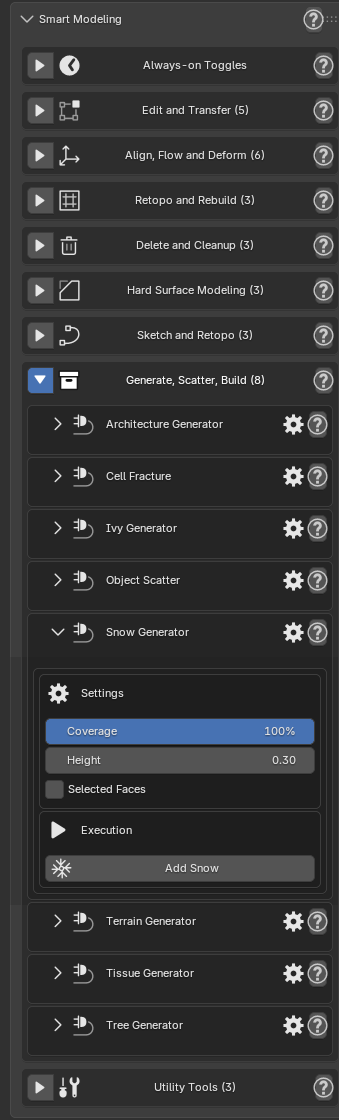 Smart Modeling
Always-on Toggles
Edit and Transfer (5)
Align, Flow and Deform (6)
Retopo and Rebuild (3)
Delete and Cleanup (3)
Hard Surface Modeling (3)
Sketch and Retopo (3)
Generate, Scatter, Build (8)
Architecture Generator
Cell Fracture
Ivy Generator
Object Scatter
Snow Generator
Settings
Coverage 100%
Height 0.30
Selected Faces
Execution
Add Snow
Terrain Generator
Tissue Generator
Tree Generator
Utility Tools (3)